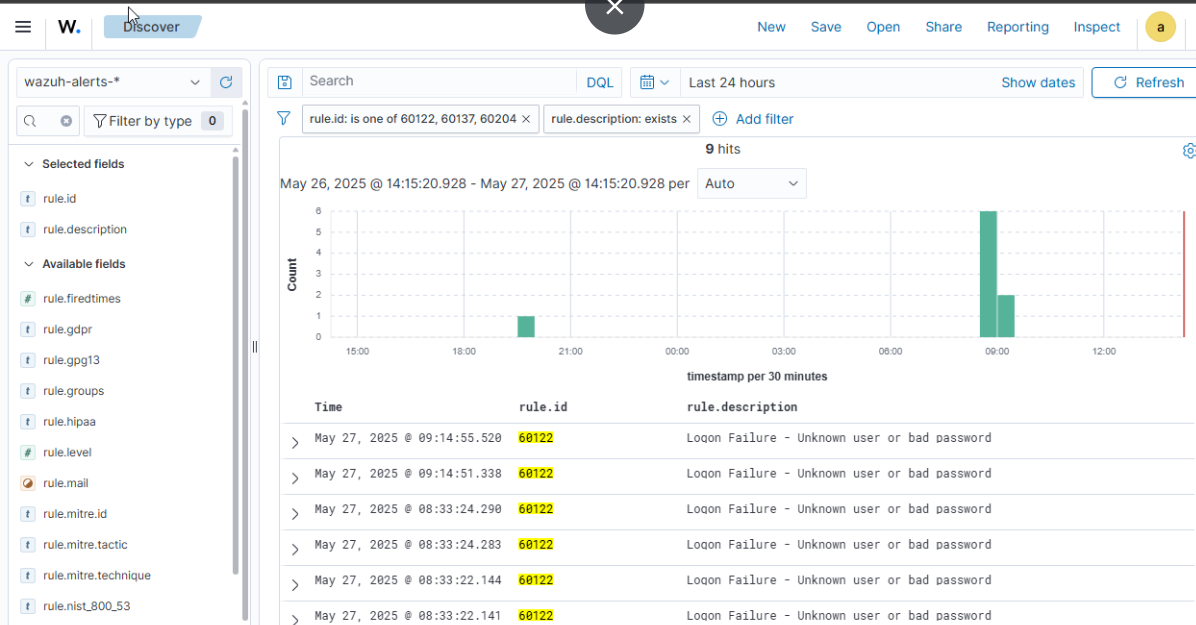 W. Discover New Save Open Share Reporting Inspect a
wazuh-alerts-* Search DQL Last 24 hours Show dates Refresh
Filter by type 0 rule.id: is one of 60122, 60137, 60204 × rule.description: exists × Add filter
9 hits
Selected fields
May 26, 2025 @ 14:15:20.928 - May 27, 2025 @ 14:15:20.928 per Auto
t rule.id
t rule.description
Available fields
# rule.firedtimes
t rule.gdpr
t rule.gpg13
t rule.groups
t rule.hipaa
# rule.level
rule.mail
t rule.mitre.id
t rule.mitre.tactic
t rule.mitre.technique
t rule.nist_800_53
Count
6
5
4
3
2
1
0
15:00 18:00 21:00 00:00 03:00 06:00 09:00 12:00
timestamp per 30 minutes
Time rule.id rule.description
May 27, 2025 @ 09:14:55.520 60122 Logon Failure - Unknown user or bad password
May 27, 2025 @ 09:14:51.338 60122 Logon Failure - Unknown user or bad password
May 27, 2025 @ 08:33:24.290 60122 Logon Failure - Unknown user or bad password
May 27, 2025 @ 08:33:24.283 60122 Logon Failure - Unknown user or bad password
May 27, 2025 @ 08:33:22.144 60122 Logon Failure - Unknown user or bad password
May 27, 2025 @ 08:33:22.141 60122 Logon Failure - Unknown user or bad password